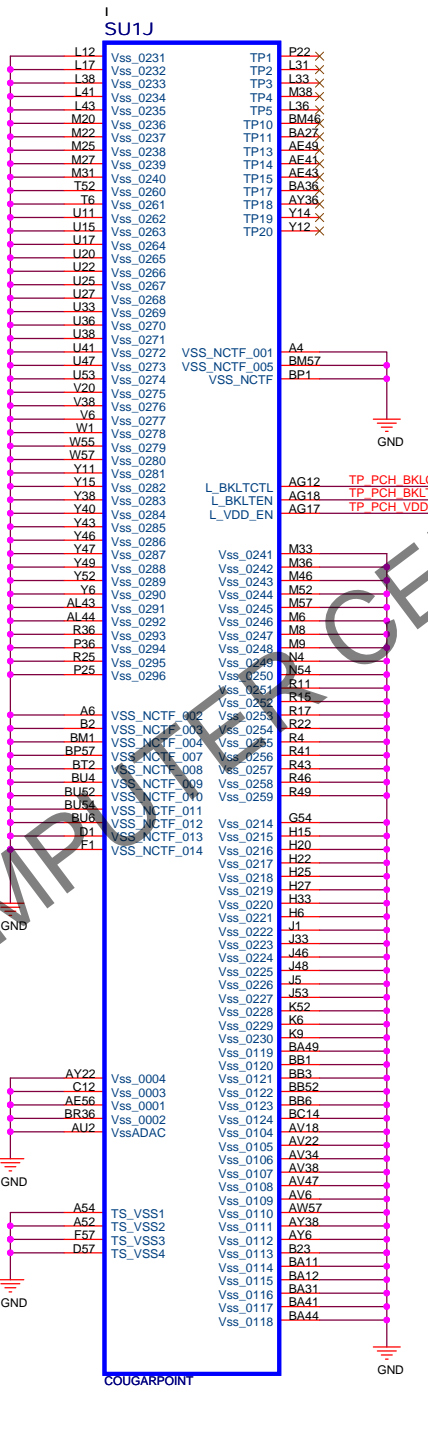 I
SU1J
L12 Vss_0231 TP1 P22
L17 Vss_0232 TP2 L31
L38 Vss_0233 TP3 L33
L41 Vss_0234 TP4 M38
L43 Vss_0235 TP5 L36
M20 Vss_0236 TP10 BM46
M22 Vss_0237 TP11 BA27
M25 Vss_0238 TP13 AE49
M27 Vss_0239 TP14 AE41
M31 Vss_0240 TP15 AE43
T52 Vss_0260 TP17 BA36
T6 Vss_0261 TP18 AY36
U11 Vss_0262 TP19 Y14
U15 Vss_0263 TP20 Y12
U17 Vss_0264
U20 Vss_0265
U22 Vss_0266
U25 Vss_0267
U27 Vss_0268
U33 Vss_0269
U36 Vss_0270
U38 Vss_0271
U41 Vss_0272 VSS_NCTF_001 A4
U47 Vss_0273 VSS_NCTF_005 BM57
U53 Vss_0274 VSS_NCTF BP1
V20 Vss_0275
V38 Vss_0276
V6 Vss_0277
W1 Vss_0278
GND
W55 Vss_0279
W57 Vss_0280
Y11 Vss_0281
Y15 Vss_0282 L_BKLTCTL AG12
Y38 Vss_0283 L_BKLTEN AG18
Y40 Vss_0284 L_VDD_EN AG17
Y43 Vss_0285
Y46 Vss_0286
Y47 Vss_0287 Vss_0241 M33
Y49 Vss_0288 Vss_0242 M36
Y52 Vss_0289 Vss_0243 M46
Y6 Vss_0290 Vss_0244 M52
AL43 Vss_0291 Vss_0245 M57
AL44 Vss_0292 Vss_0246 M6
R36 Vss_0293 Vss_0247 M8
P36 Vss_0294 Vss_0248 M9
R25 Vss_0295 Vss_0249 N4
P25 Vss_0296 Vss_0250 N54
Vss_0251 R11
Vss_0252 R15
A6 VSS_NCTF_002 Vss_0253 R17
B2 VSS_NCTF_003 Vss_0254 R22
BM1 VSS_NCTF_004 Vss_0255 R4
BP57 VSS_NCTF_007 Vss_0256 R41
BT2 VSS_NCTF_008 Vss_0257 R43
BU4 VSS_NCTF_009 Vss_0258 R46
BU52 VSS_NCTF_010 Vss_0259 R49
BU54 VSS_NCTF_011
BU6 VSS_NCTF_012 Vss_0214 G54
D1 VSS_NCTF_013 Vss_0215 H15
F1 VSS_NCTF_014 Vss_0216 H20
Vss_0217 H22
Vss_0218 H25
Vss_0219 H27
Vss_0220 H33
Vss_0221 H6
GND
Vss_0222 J1
Vss_0223 J33
Vss_0224 J46
Vss_0225 J48
Vss_0226 J5
Vss_0227 J53
Vss_0228 K52
Vss_0229 K6
Vss_0230 K9
Vss_0119 BA49
Vss_0120 BB1
AY22 Vss_0004 Vss_0121 BB3
C12 Vss_0003 Vss_0122 BB52
AE56 Vss_0001 Vss_0123 BB6
BR36 Vss_0002 Vss_0124 BC14
AU2 VssADAC Vss_0104 AV18
Vss_0105 AV22
Vss_0106 AV34
Vss_0107 AV38
GND
Vss_0108 AV47
Vss_0109 AV6
A54 TS_VSS1 Vss_0110 AW57
A52 TS_VSS2 Vss_0111 AY38
F57 TS_VSS3 Vss_0112 AY6
D57 TS_VSS4 Vss_0113 B23
Vss_0114 BA11
Vss_0115 BA12
Vss_0116 BA31
GND
Vss_0117 BA41
Vss_0118 BA44
GND
COUGARPOINT